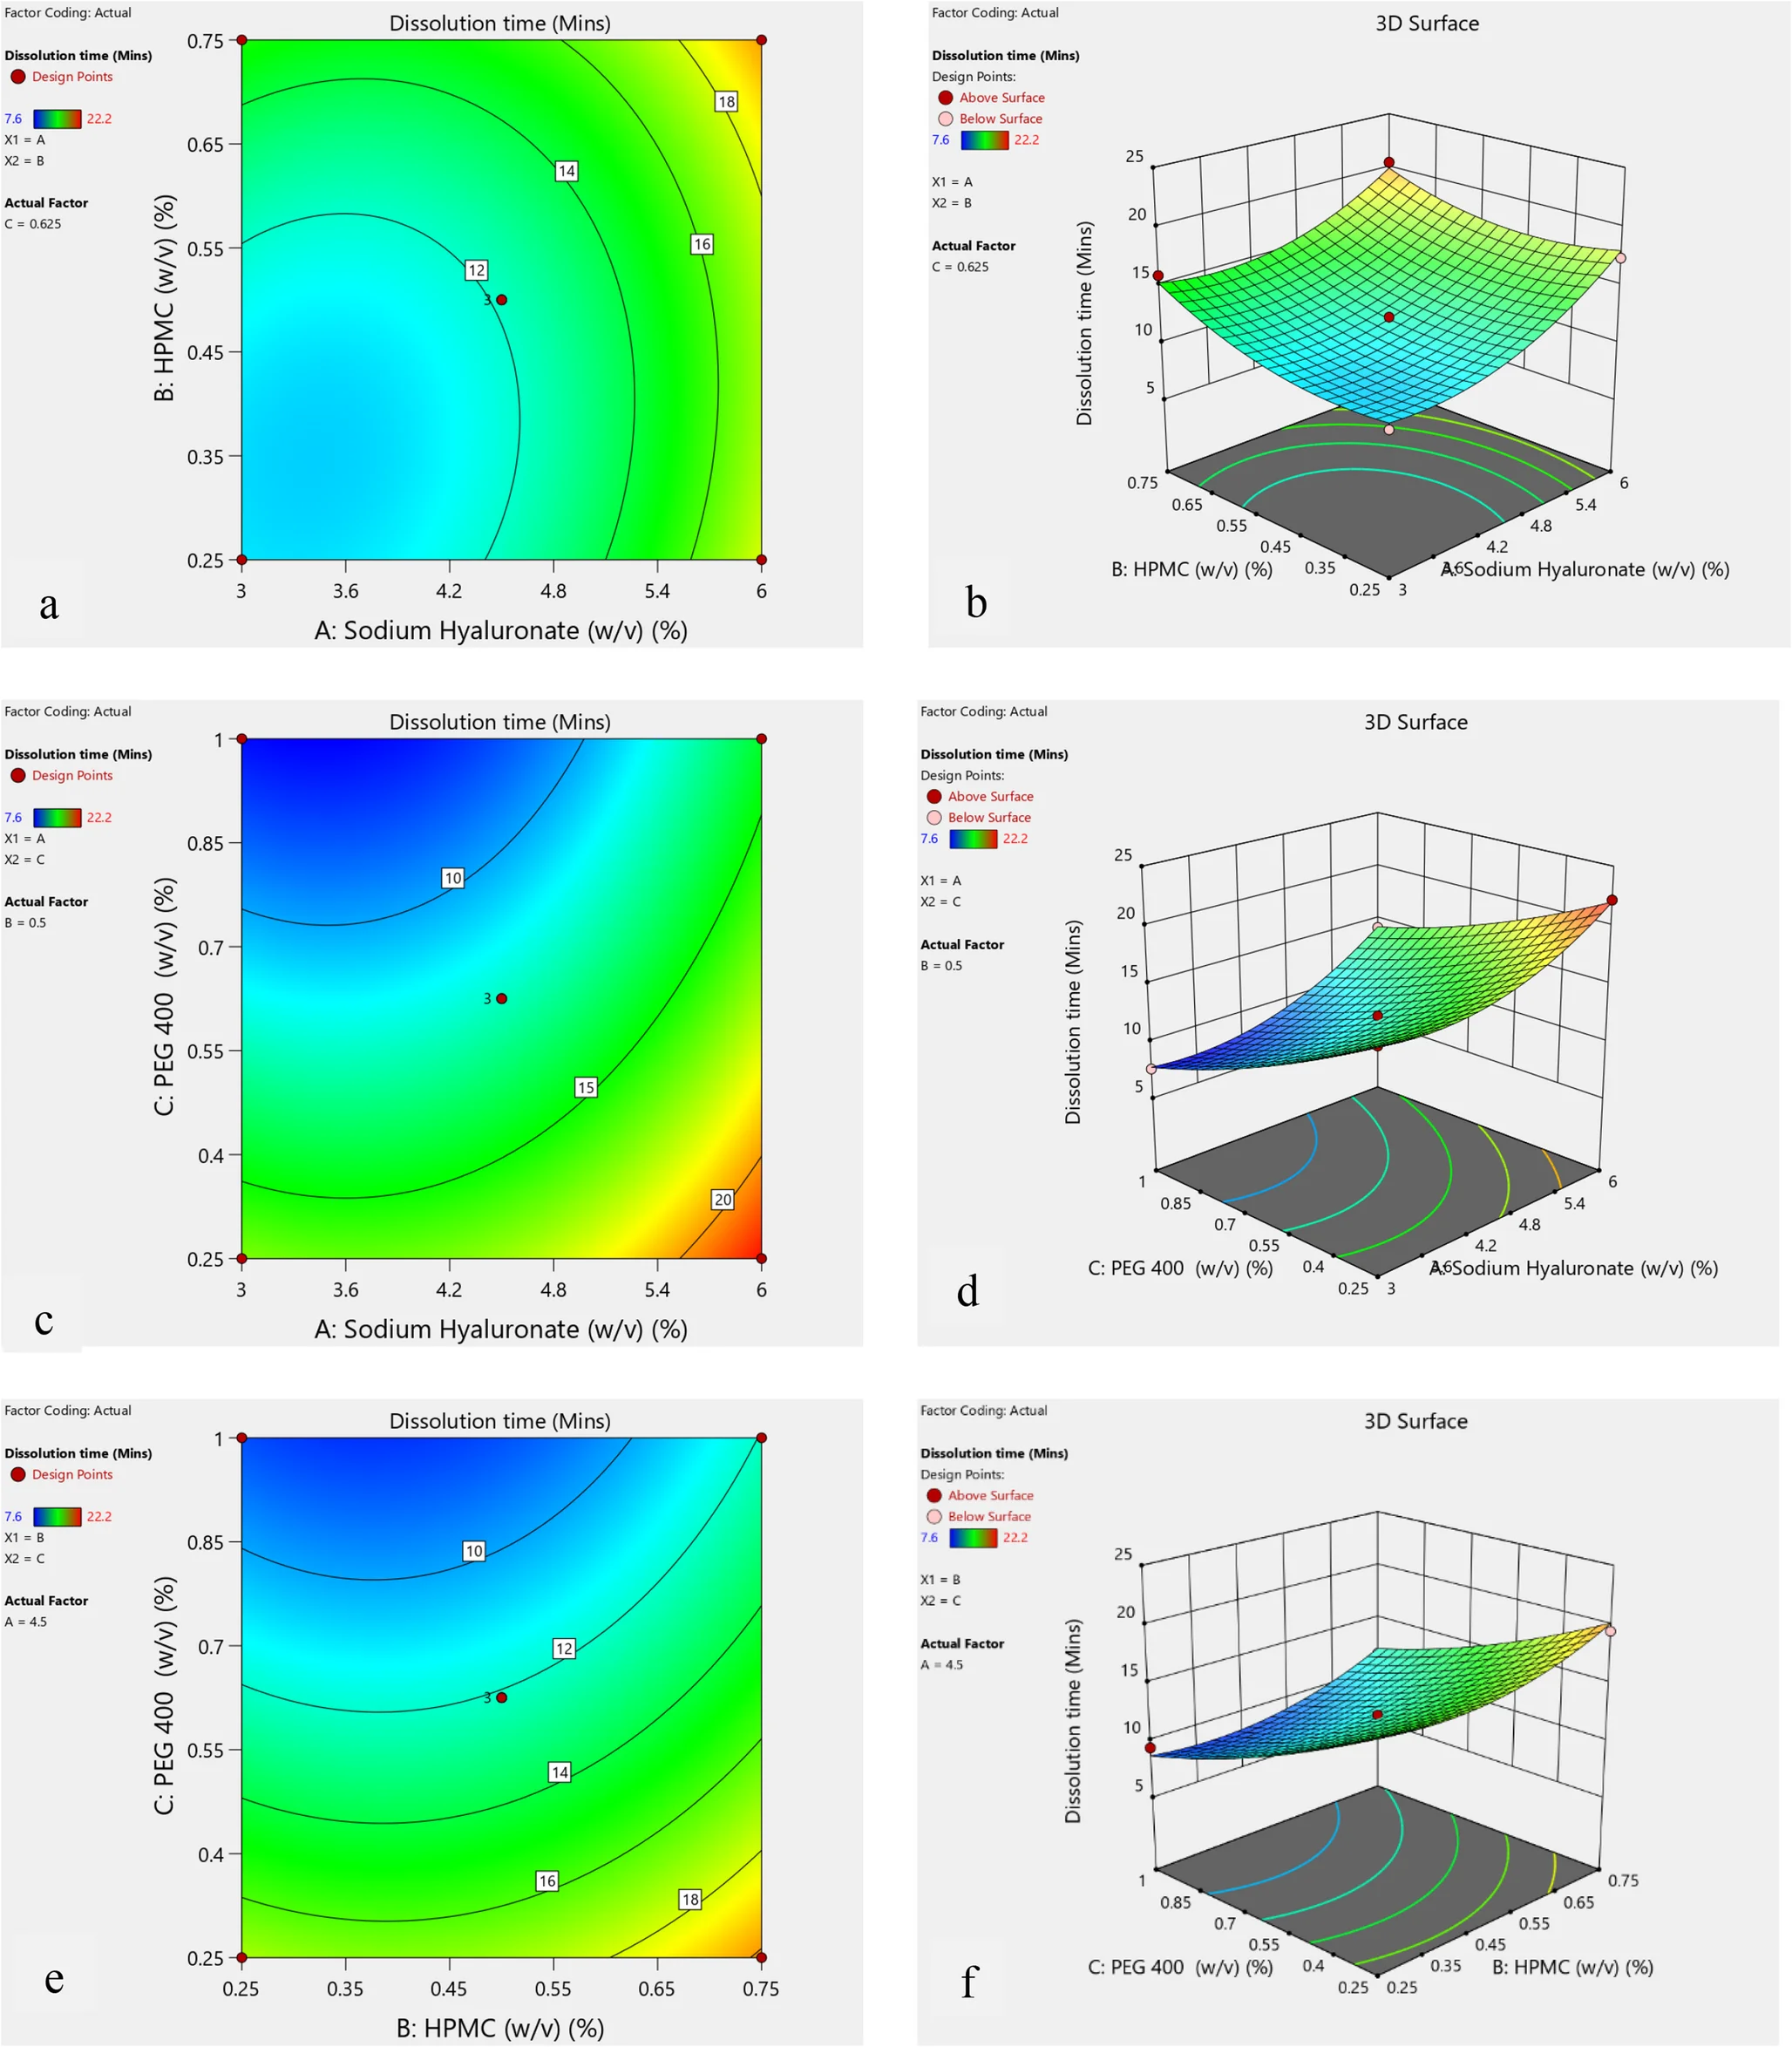 Factor Coding: Actual
Dissolution time (Mins)
Dissolution time (Mins)
Design Points
7.6 22.2
X1 = A
X2 = B
Actual Factor
C = 0.625
0.75
0.65
0.55
0.45
0.35
0.25
B: HPMC (w/v) (%)
18
14
16
12
3
3 3.6 4.2 4.8 5.4 6
A: Sodium Hyaluronate (w/v) (%)
a
Factor Coding: Actual
3D Surface
Dissolution time (Mins)
Design Points:
Above Surface
Below Surface
7.6 22.2
X1 = A
X2 = B
Actual Factor
C = 0.625
25
20
15
10
5
Dissolution time (Mins)
0.75
0.65
0.55
0.45
0.35
0.25
3
3.6
4.2
4.8
5.4
6
B: HPMC (w/v) (%)
A: Sodium Hyaluronate (w/v) (%)
b
Factor Coding: Actual
Dissolution time (Mins)
Dissolution time (Mins)
Design Points
7.6 22.2
X1 = A
X2 = C
Actual Factor
B = 0.5
1
0.85
0.7
0.55
0.4
0.25
C: PEG 400 (w/v) (%)
10
3
15
20
3 3.6 4.2 4.8 5.4 6
A: Sodium Hyaluronate (w/v) (%)
c
Factor Coding: Actual
3D Surface
Dissolution time (Mins)
Design Points:
Above Surface
Below Surface
7.6 22.2
X1 = A
X2 = C
Actual Factor
B = 0.5
25
20
15
10
5
Dissolution time (Mins)
1
0.85
0.7
0.55
0.4
0.25
3
3.6
4.2
4.8
5.4
6
C: PEG 400 (w/v) (%)
A: Sodium Hyaluronate (w/v) (%)
d
Factor Coding: Actual
Dissolution time (Mins)
Dissolution time (Mins)
Design Points
7.6 22.2
X1 = B
X2 = C
Actual Factor
A = 4.5
1
0.85
0.7
0.55
0.4
0.25
C: PEG 400 (w/v) (%)
10
12
3
14
16
18
0.25 0.35 0.45 0.55 0.65 0.75
B: HPMC (w/v) (%)
e
Factor Coding: Actual
3D Surface
Dissolution time (Mins)
Design Points:
Above Surface
Below Surface
7.6 22.2
X1 = B
X2 = C
Actual Factor
A = 4.5
25
20
15
10
5
Dissolution time (Mins)
1
0.85
0.7
0.55
0.4
0.25
0.25
0.35
0.45
0.55
0.65
0.75
C: PEG 400 (w/v) (%)
B: HPMC (w/v) (%)
f